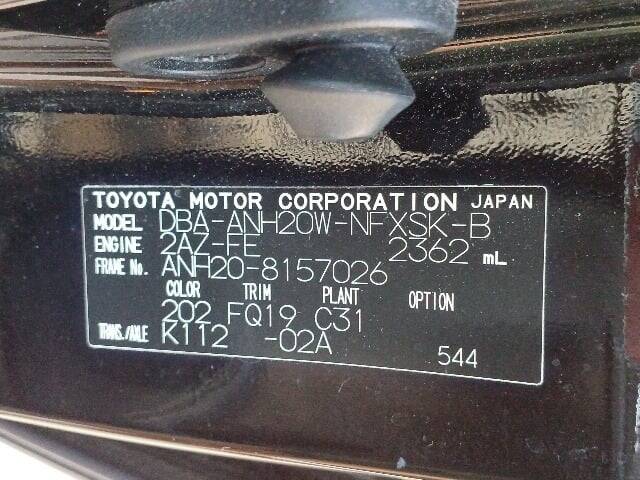 TOYOTA MOTOR CORPORATION JAPAN
MODEL DBA-ANH20W-NFXSK-B
ENGINE 2AZ-FE 2362 mL
FRAME No. ANH20-8157026
COLOR TRIM PLANT OPTION
202 FQ19 C31
TRANS./AXLE K112 -02A
544